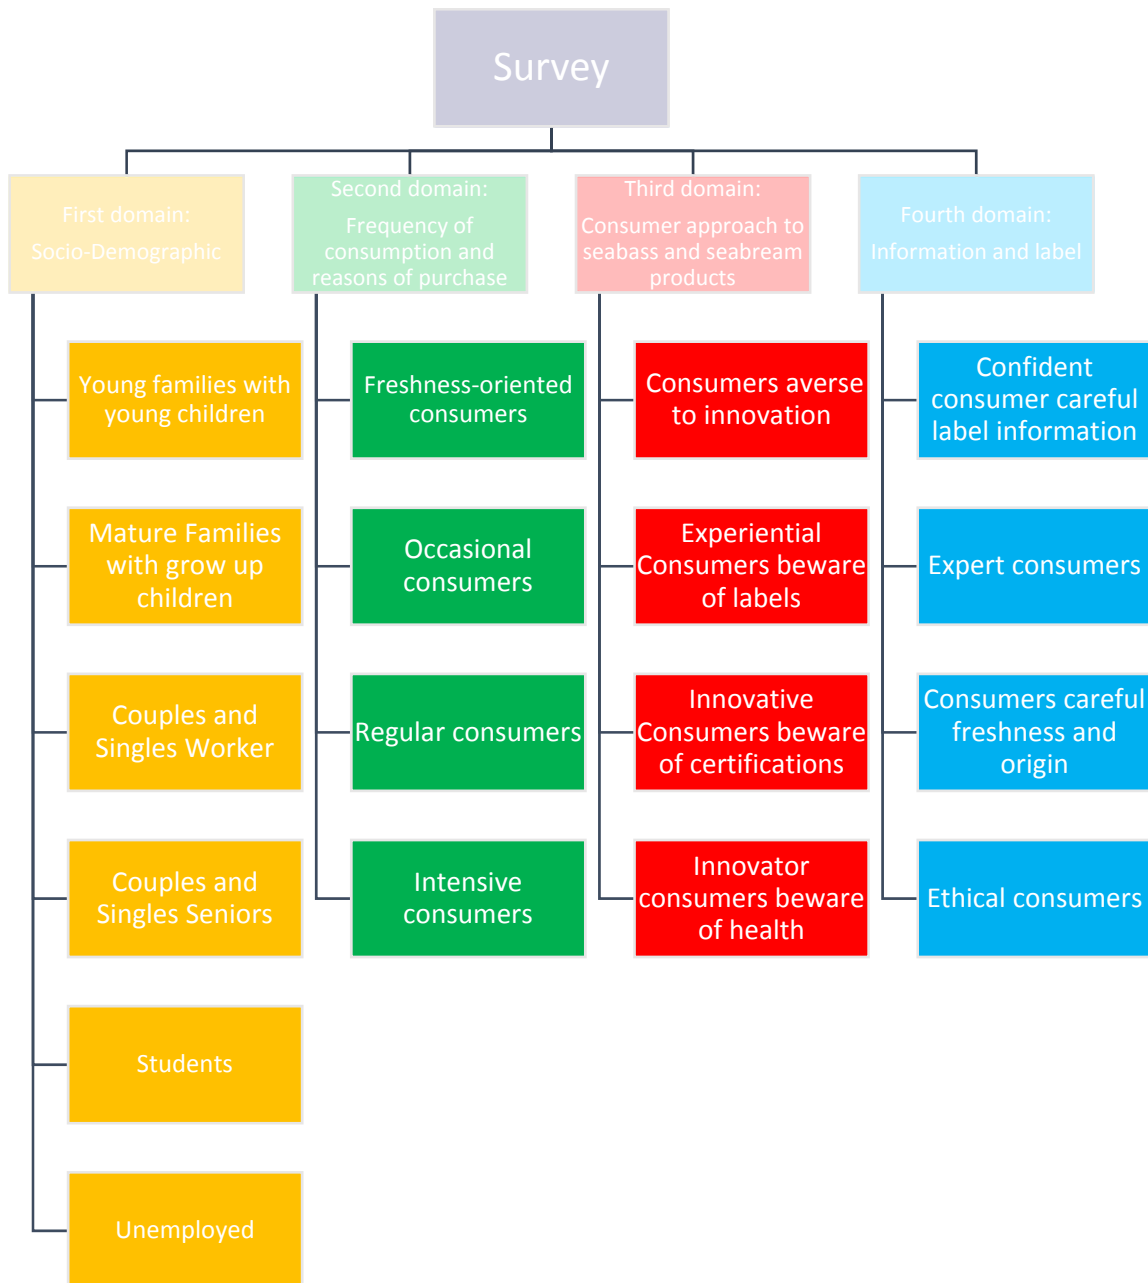 Survey
First domain:
Socio-Demographic
Second domain:
Frequency of
consumption and
reasons of purchase
Third domain:
Consumer approach to
seabass and seabream
products
Fourth domain:
Information and label
Young families with
young children
Mature Families
with grow up
children
Couples and
Singles Worker
Couples and
Singles Seniors
Students
Unemployed
Freshness-oriented
consumers
Occasional
consumers
Regular consumers
Intensive
consumers
Consumers averse
to innovation
Experiential
Consumers beware
of labels
Innovative
Consumers beware
of certifications
Innovator
consumers beware
of health
Confident
consumer careful
label information
Expert consumers
Consumers careful
freshness and
origin
Ethical consumers